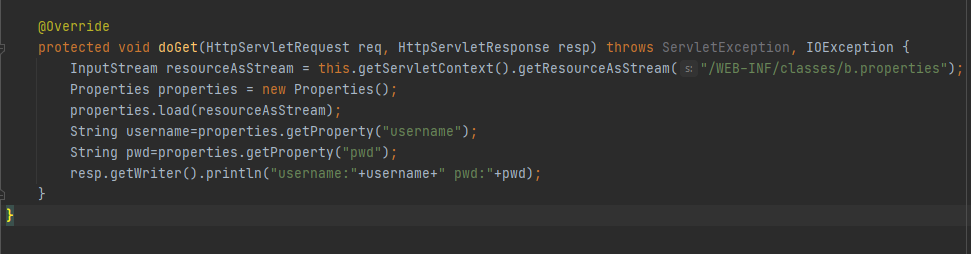 @Override
protected void doGet(HttpServletRequest req, HttpServletResponse resp) throws ServletException, IOException {
InputStream resourceAsStream = this.getServletContext().getResourceAsStream( s: "/WEB-INF/classes/b.properties");
Properties properties = new Properties();
properties.load(resourceAsStream);
String username=properties.getProperty("username");
String pwd=properties.getProperty("pwd");
resp.getWriter().println("username:"+username+" pwd:"+pwd);
}
}